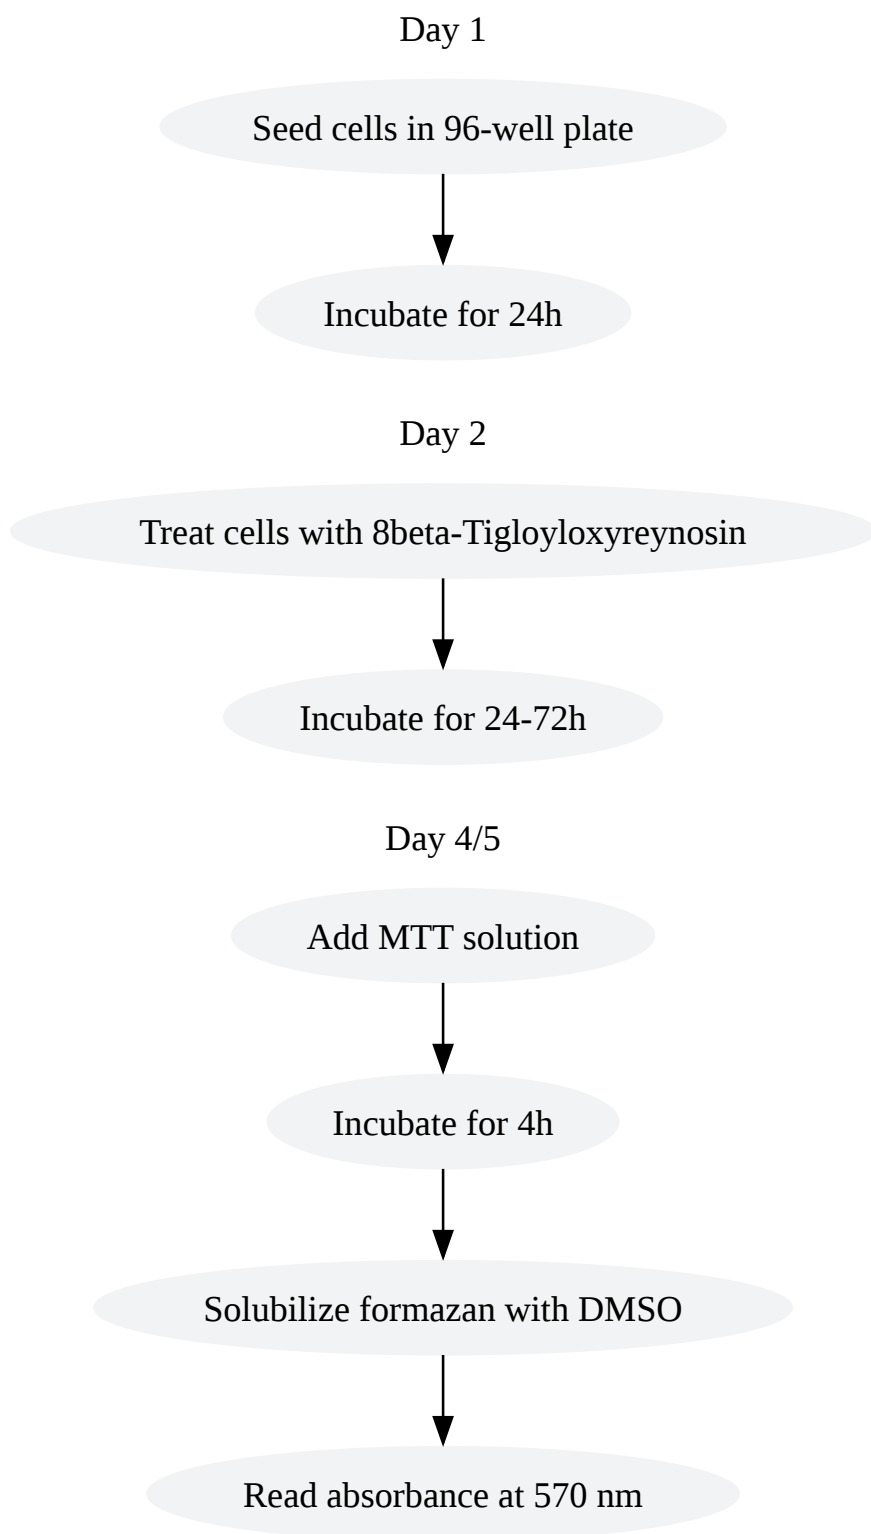 Day 1
Seed cells in 96-well plate
Incubate for 24h
Day 2
Treat cells with 8beta-Tigloyloxyreynosin
Incubate for 24-72h
Day 4/5
Add MTT solution
Incubate for 4h
Solubilize formazan with DMSO
Read absorbance at 570 nm